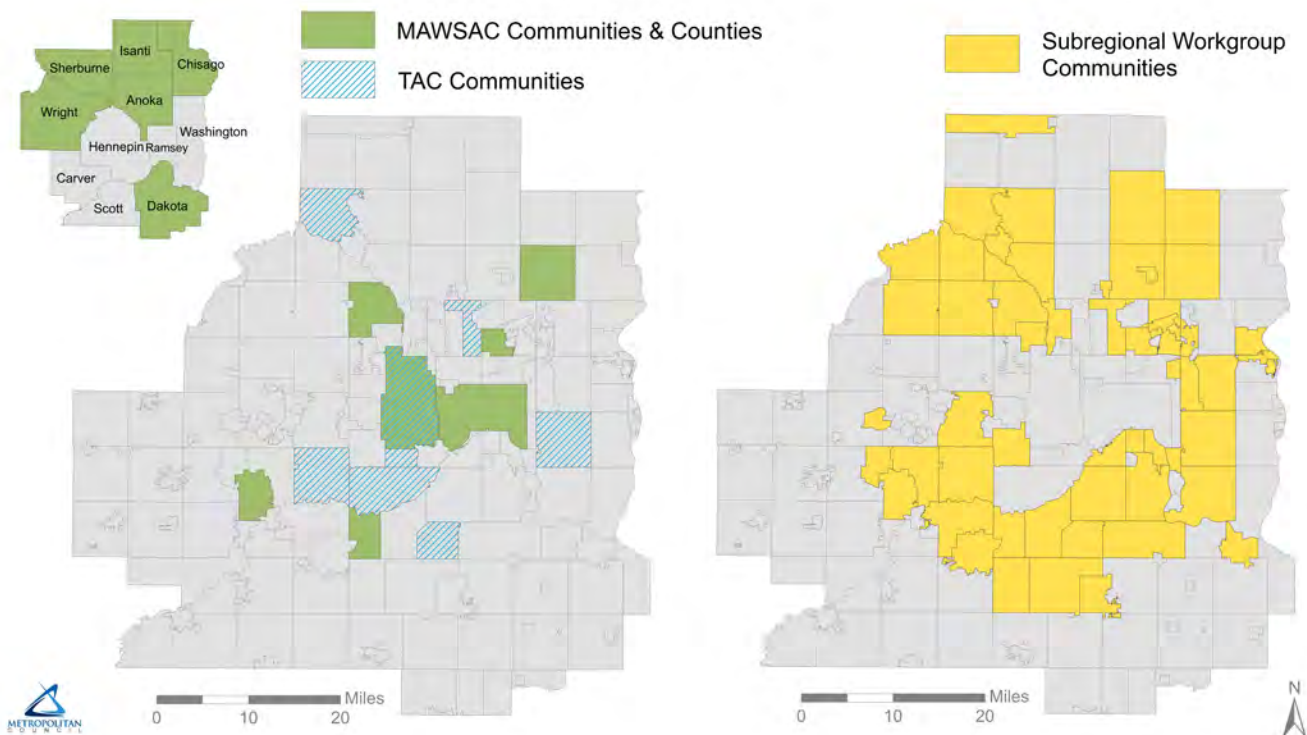 MAWSAC Communities & Counties
TAC Communities
Subregional Workgroup
Communities
Isanti
Sherburne
Chisago
Anoka
Wright
Washington
Hennepin
Ramsey
Carver
Scott
Dakota
Miles
0 10 20
Miles
0 10 20
N
METROPOLITAN
COUNCIL